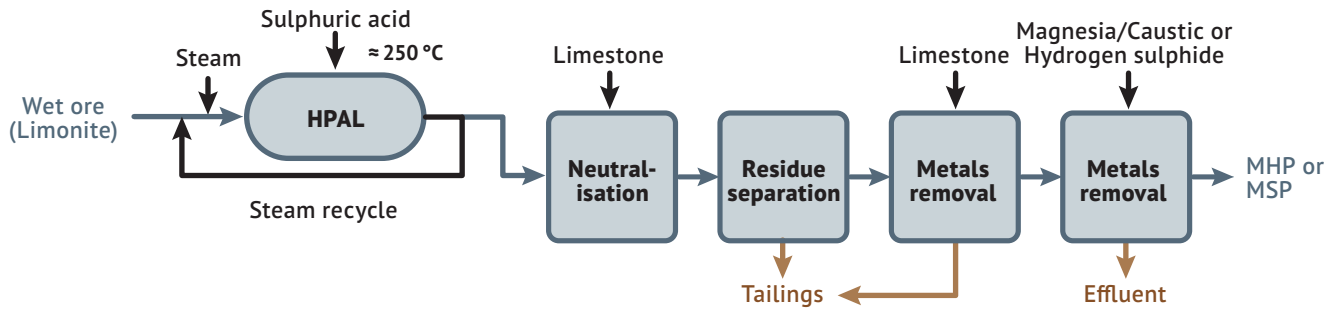 Sulphuric acid
≈ 250 °C
Steam
Wet ore
(Limonite)
HPAL
Steam recycle
Limestone
Neutral-
isation
Residue
separation
Limestone
Metals
removal
Magnesia/Caustic or
Hydrogen sulphide
Metals
removal
MHP or
MSP
Tailings
Effluent